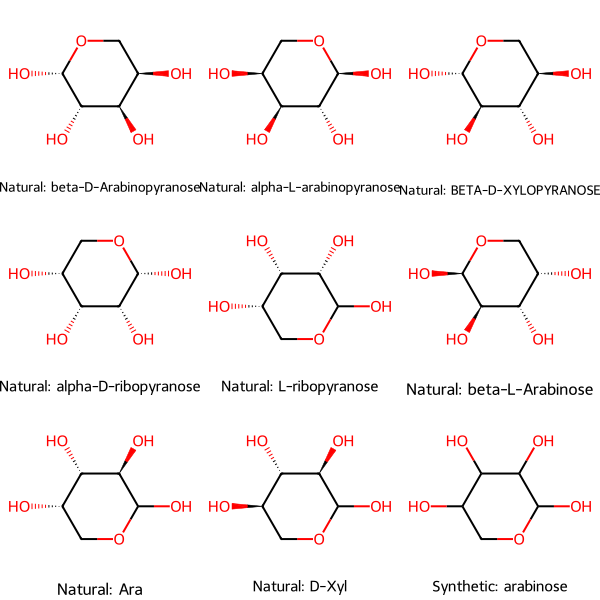 O
HO OH
HO OH
Natural: beta-D-Arabinopyranose
O
HO OH
HO OH
Natural: alpha-L-arabinopyranose
O
HO OH
HO OH
Natural: BETA-D-XYLOPYRANOSE
O
HO OH
HO OH
Natural: alpha-D-ribopyranose
HO OH
HO OH
O
Natural: L-ribopyranose
O
HO OH
HO OH
Natural: beta-L-Arabinose
HO OH
HO OH
O
Natural: Ara
HO OH
HO OH
O
Natural: D-Xyl
HO OH
HO OH
O
Synthetic: arabinose